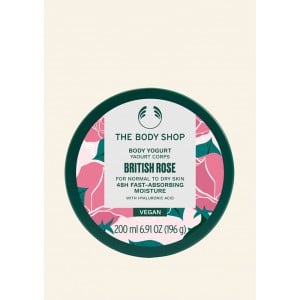 THE BODY SHOP
BODY YOGURT
YAOURT CORPS
BRITISH ROSE
FOR NORMAL TO DRY SKIN
48H FAST-ABSORBING
MOISTURE
WITH HYALURONIC ACID
VEGAN
200 ml 6.91 OZ (196 g)